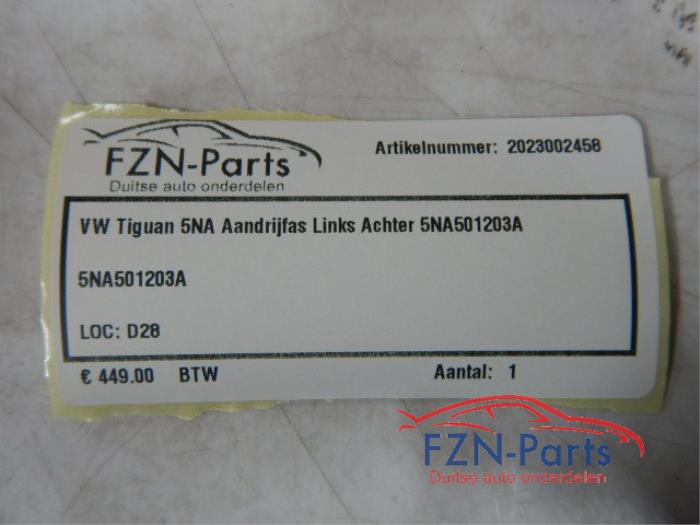 FZN-Parts
Duitse auto onderdelen
Artikelnummer: 2023002458
VW Tiguan 5NA Aandrijfas Links Achter 5NA501203A
5NA501203A
LOC: D28
€ 449.00 BTW
Aantal: 1
FZN-Parts
Duitse auto onderdelen